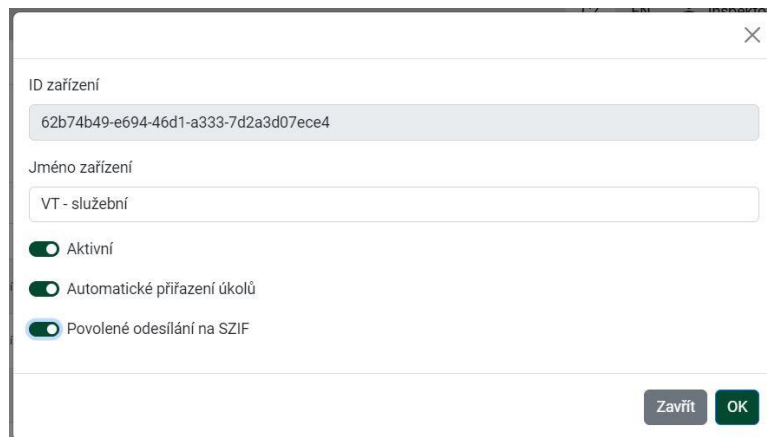 ID zařízení
62b74b49-e694-46d1-a333-7d2a3d07ece4
Jméno zařízení
VT - služební
Aktivní
Automatické přiřazení úkolů
Povolené odesílání na SZIF
Zavřít
OK